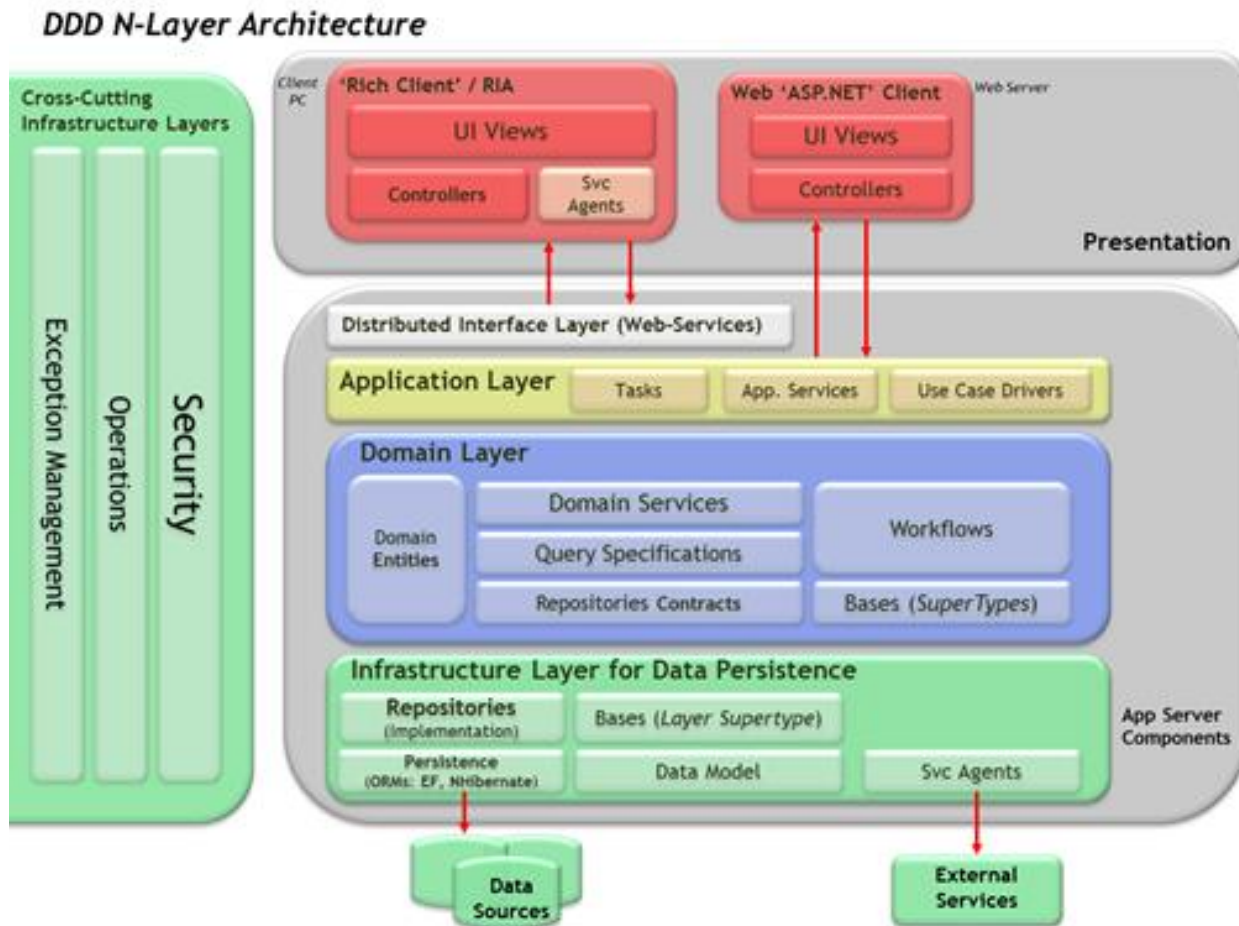 DDD N-Layer Architecture
Cross-Cutting
Infrastructure Layers
Exception Management
Operations
Security
Client
PC
'Rich Client' / RIA
UI Views
Controllers
Svc
Agents
Web 'ASP.NET' Client
Web Server
UI Views
Controllers
Presentation
Distributed Interface Layer (Web-Services)
Application Layer
Tasks
App. Services
Use Case Drivers
Domain Layer
Domain
Entities
Domain Services
Query Specifications
Repositories Contracts
Workflows
Bases (SuperTypes)
Infrastructure Layer for Data Persistence
Repositories
(Implementation)
Bases (Layer Supertype)
Persistence
(ORMs: EF, NHibernate)
Data Model
Svc Agents
App Server
Components
Data
Sources
External
Services